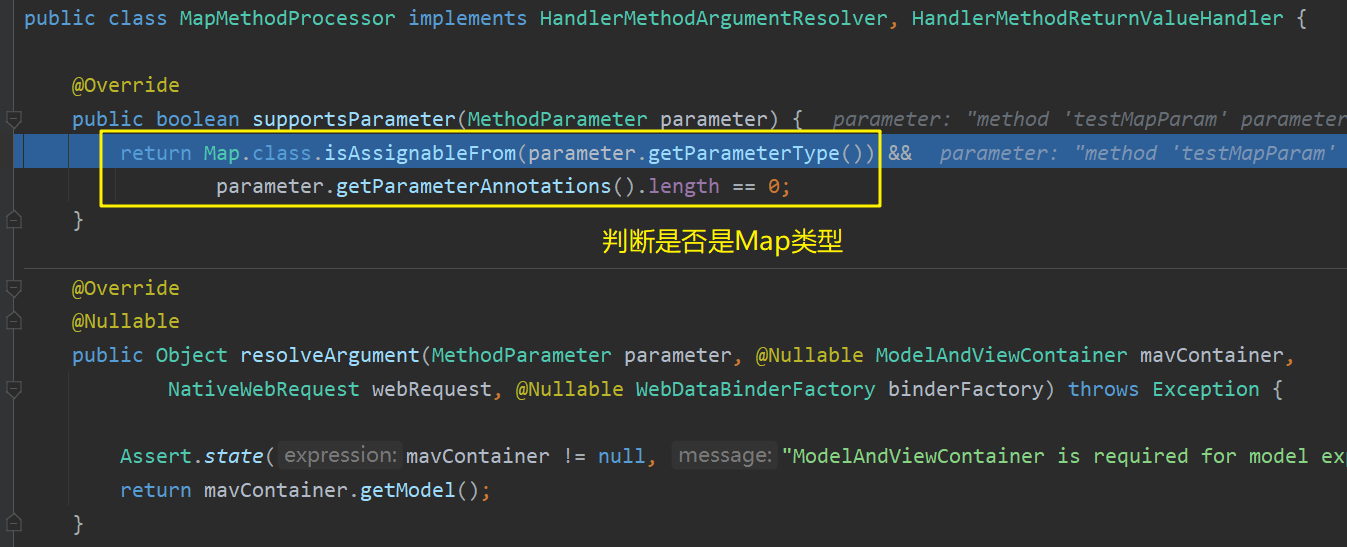 public class MapMethodProcessor implements HandlerMethodArgumentResolver, HandlerMethodReturnValueHandler {
@Override
public boolean supportsParameter(MethodParameter parameter) { parameter: "method 'testMapParam' parameter
return Map.class.isAssignableFrom(parameter.getParameterType()) && parameter: "method 'testMapParam'
parameter.getParameterAnnotations().length == 0;
}
判断是否是Map类型
@Override
@Nullable
public Object resolveArgument(MethodParameter parameter, @Nullable ModelAndViewContainer mavContainer,
NativeWebRequest webRequest, @Nullable WebDataBinderFactory binderFactory) throws Exception {
Assert.state( expression: mavContainer != null, message: "ModelAndViewContainer is required for model exp
return mavContainer.getModel();
}